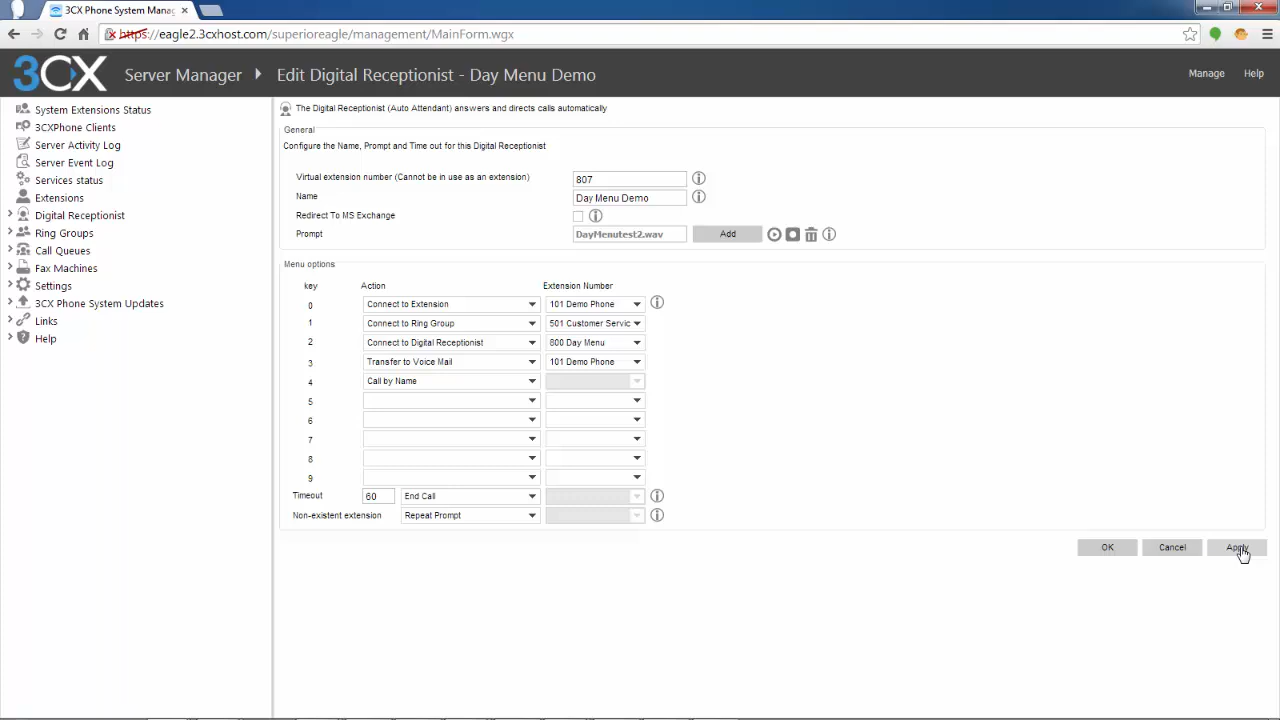 3CX Phone System Manag
https://eagle2.3cxhost.com/superioreagle/management/MainForm.wgx
3CX Server Manager Edit Digital Receptionist - Day Menu Demo Manage Help
System Extensions Status
3CXPhone Clients
Server Activity Log
Server Event Log
Services status
Extensions
Digital Receptionist
Ring Groups
Call Queues
Fax Machines
Settings
3CX Phone System Updates
Links
Help
The Digital Receptionist (Auto Attendant) answers and directs calls automatically
General
Configure the Name, Prompt and Time out for this Digital Receptionist
Virtual extension number (Cannot be in use as an extension) 807
Name Day Menu Demo
Redirect To MS Exchange
Prompt DayMenutest2.wav Add
Menu options
key Action Extension Number
0 Connect to Extension 101 Demo Phone
1 Connect to Ring Group 501 Customer Servic
2 Connect to Digital Receptionist 800 Day Menu
3 Transfer to Voice Mail 101 Demo Phone
4 Call by Name
5
6
7
8
9
Timeout 60 End Call
Non-existent extension Repeat Prompt
OK Cancel Apply